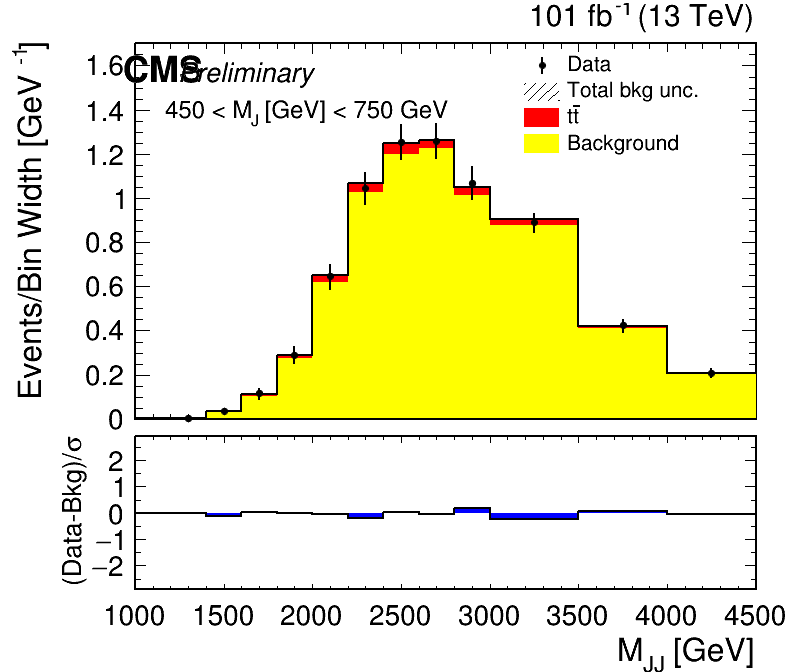 101 fb⁻¹ (13 TeV)
CMS Preliminary
450 < M_J [GeV] < 750 GeV
Data
Total bkg unc.
tt̄
Background
Events/Bin Width [GeV⁻¹]
1.6
1.4
1.2
1
0.8
0.6
0.4
0.2
0
(Data-Bkg)/σ
2
1
0
−1
−2
1000 1500 2000 2500 3000 3500 4000 4500
M_JJ [GeV]